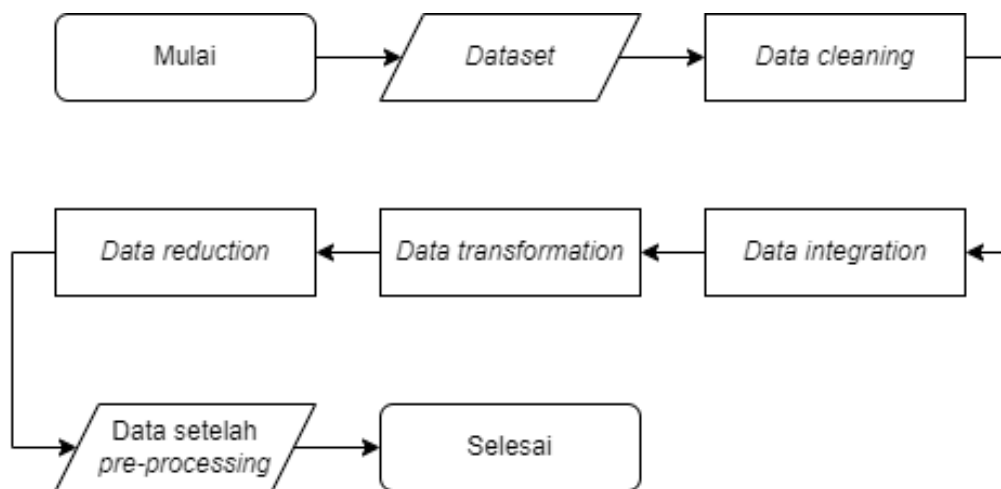 Mulai
Dataset
Data cleaning
Data integration
Data transformation
Data reduction
Data setelah
pre-processing
Selesai